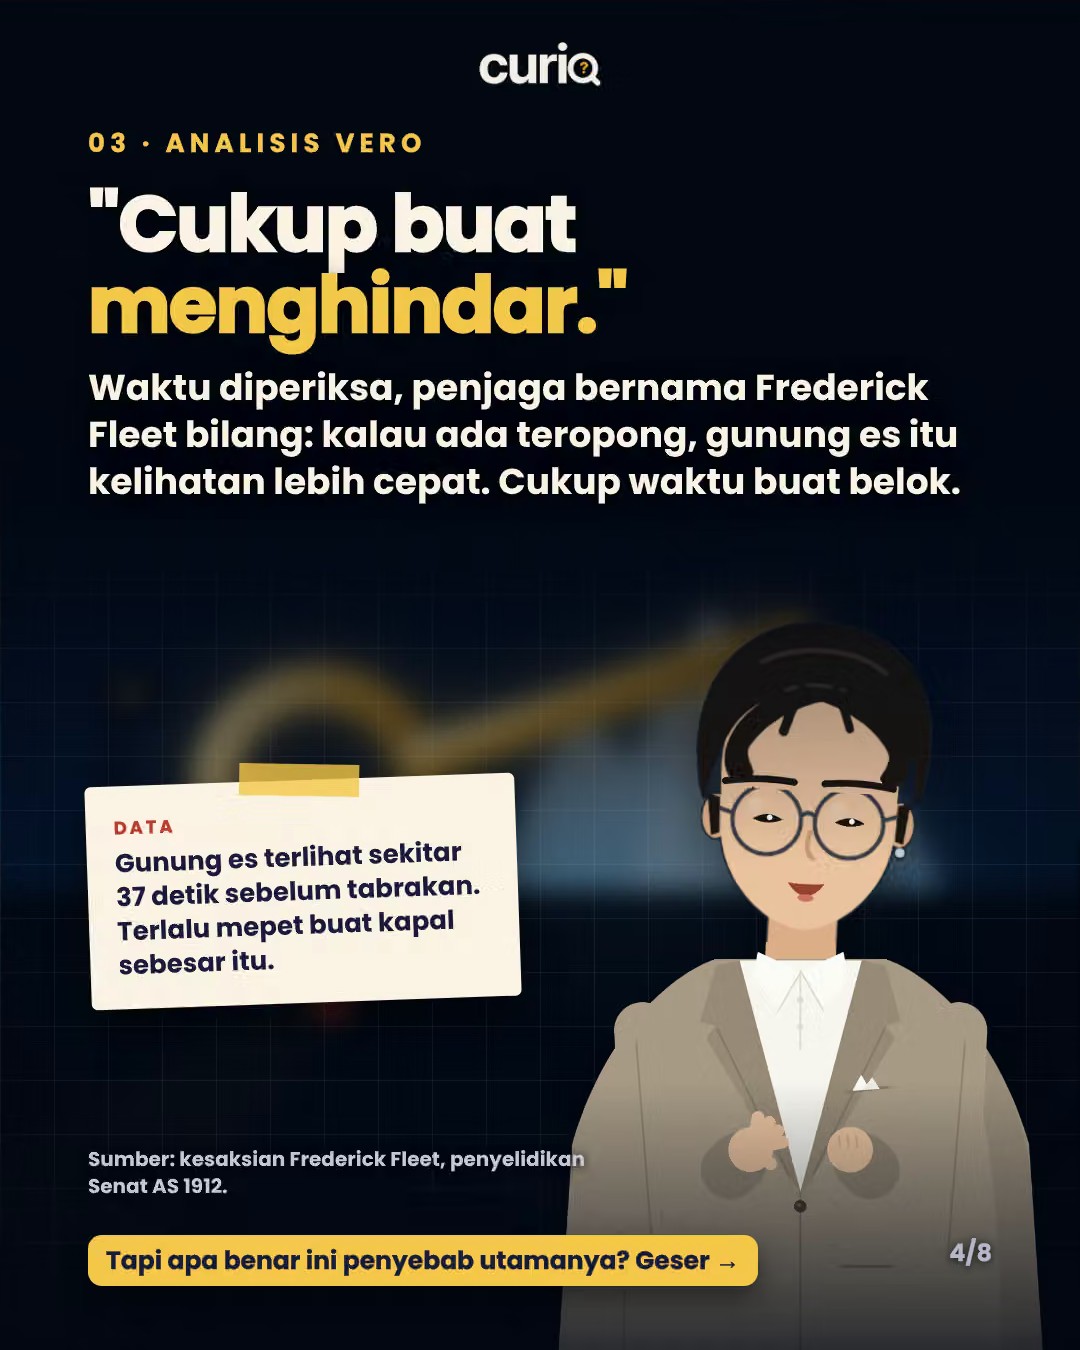 curiQ?
03 · ANALISIS VERO
"Cukup buat
menghindar."
Waktu diperiksa, penjaga bernama Frederick
Fleet bilang: kalau ada teropong, gunung es itu
kelihatan lebih cepat. Cukup waktu buat belok.
DATA
Gunung es terlihat sekitar
37 detik sebelum tabrakan.
Terlalu mepet buat kapal
sebesar itu.
Sumber: kesaksian Frederick Fleet, penyelidikan
Senat AS 1912.
Tapi apa benar ini penyebab utamanya? Geser →
4/8